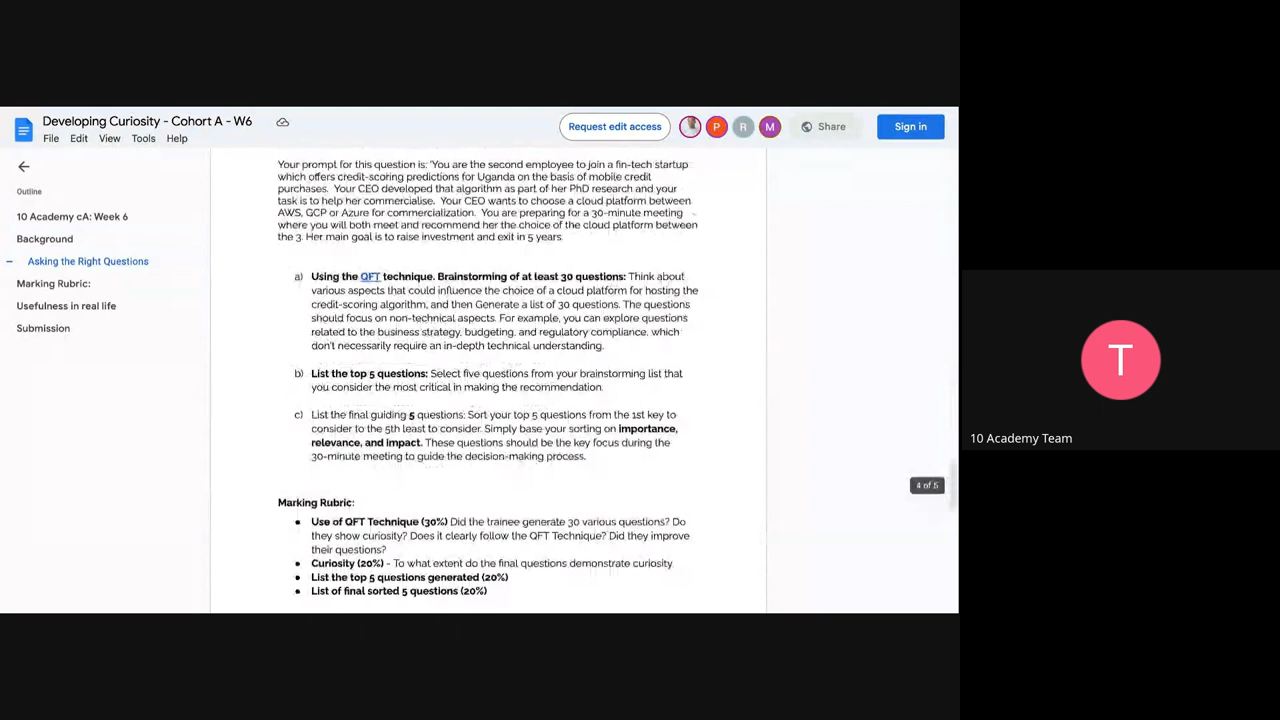 Developing Curiosity - Cohort A - W6
File Edit View Tools Help
Request edit access
P
R
M
Share
Sign in
Outline
10 Academy cA: Week 6
Background
Asking the Right Questions
Marking Rubric:
Usefulness in real life
Submission
Your prompt for this question is: 'You are the second employee to join a fin-tech startup
which offers credit-scoring predictions for Uganda on the basis of mobile credit
purchases. Your CEO developed that algorithm as part of her PhD research and your
task is to help her commercialise. Your CEO wants to choose a cloud platform between
AWS, GCP or Azure for commercialization. You are preparing for a 30-minute meeting
where you will both meet and recommend her the choice of the cloud platform between
the 3. Her main goal is to raise investment and exit in 5 years.
a) Using the QFT technique. Brainstorming of at least 30 questions: Think about
various aspects that could influence the choice of a cloud platform for hosting the
credit-scoring algorithm, and then Generate a list of 30 questions. The questions
should focus on non-technical aspects. For example, you can explore questions
related to the business strategy, budgeting, and regulatory compliance, which
don't necessarily require an in-depth technical understanding.
b) List the top 5 questions: Select five questions from your brainstorming list that
you consider the most critical in making the recommendation.
c) List the final guiding 5 questions: Sort your top 5 questions from the 1st key to
consider to the 5th least to consider. Simply base your sorting on importance,
relevance, and impact. These questions should be the key focus during the
30-minute meeting to guide the decision-making process.
Marking Rubric:
• Use of QFT Technique (30%) Did the trainee generate 30 various questions? Do
they show curiosity? Does it clearly follow the QFT Technique? Did they improve
their questions?
• Curiosity (20%) - To what extent do the final questions demonstrate curiosity
• List the top 5 questions generated (20%)
• List of final sorted 5 questions (20%)
4 of 5
T
10 Academy Team